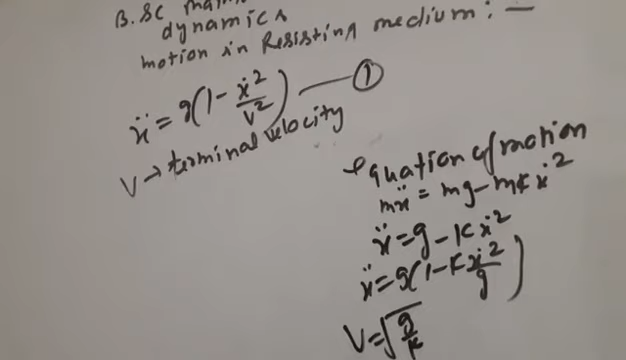 B.SC
dynamics
motion in Resisting medium: —
ẍ = g(1 - ẋ²/V²) — ①
V → terminal velocity
equation of motion
mẍ = mg - mkẋ²
ẍ = g - kẋ²
ẍ = g(1 - kẋ²/g)
V = √(g/k)